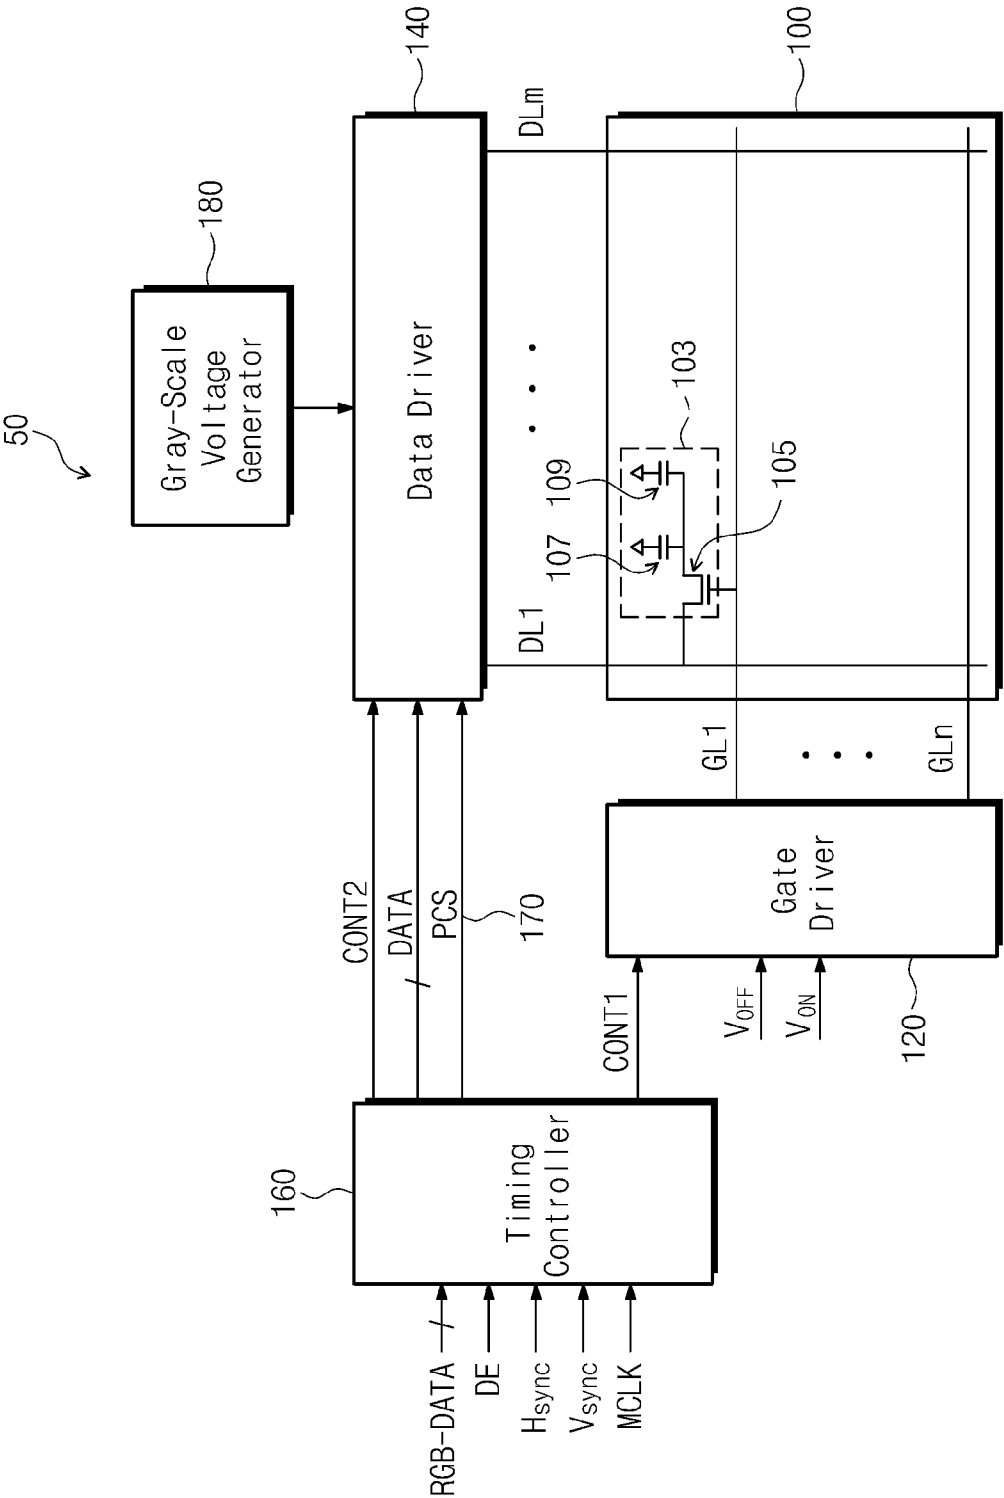 50
Gray-Scale
Voltage
Generator
180
RGB-DATA
DE
Hsync
Vsync
MCLK
160
Timing
Controller
CONT2
DATA
PCS
170
Data Driver
140
CONT1
VOFF
VON
120
Gate
Driver
GL1
GLn
DL1
DLm
107
109
103
105
100